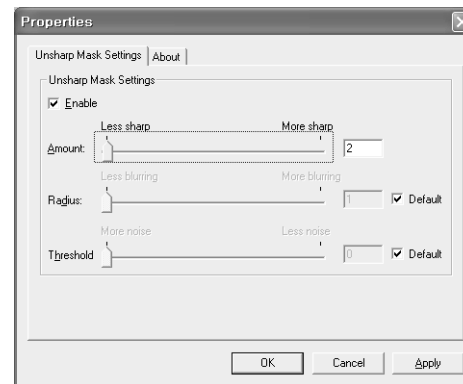 Properties
Unsharp Mask Settings About
Unsharp Mask Settings
Enable
Less sharp More sharp
Amount: 2
Less blurring More blurring
Radius: 1 Default
More noise Less noise
Threshold 0 Default
OK Cancel Apply